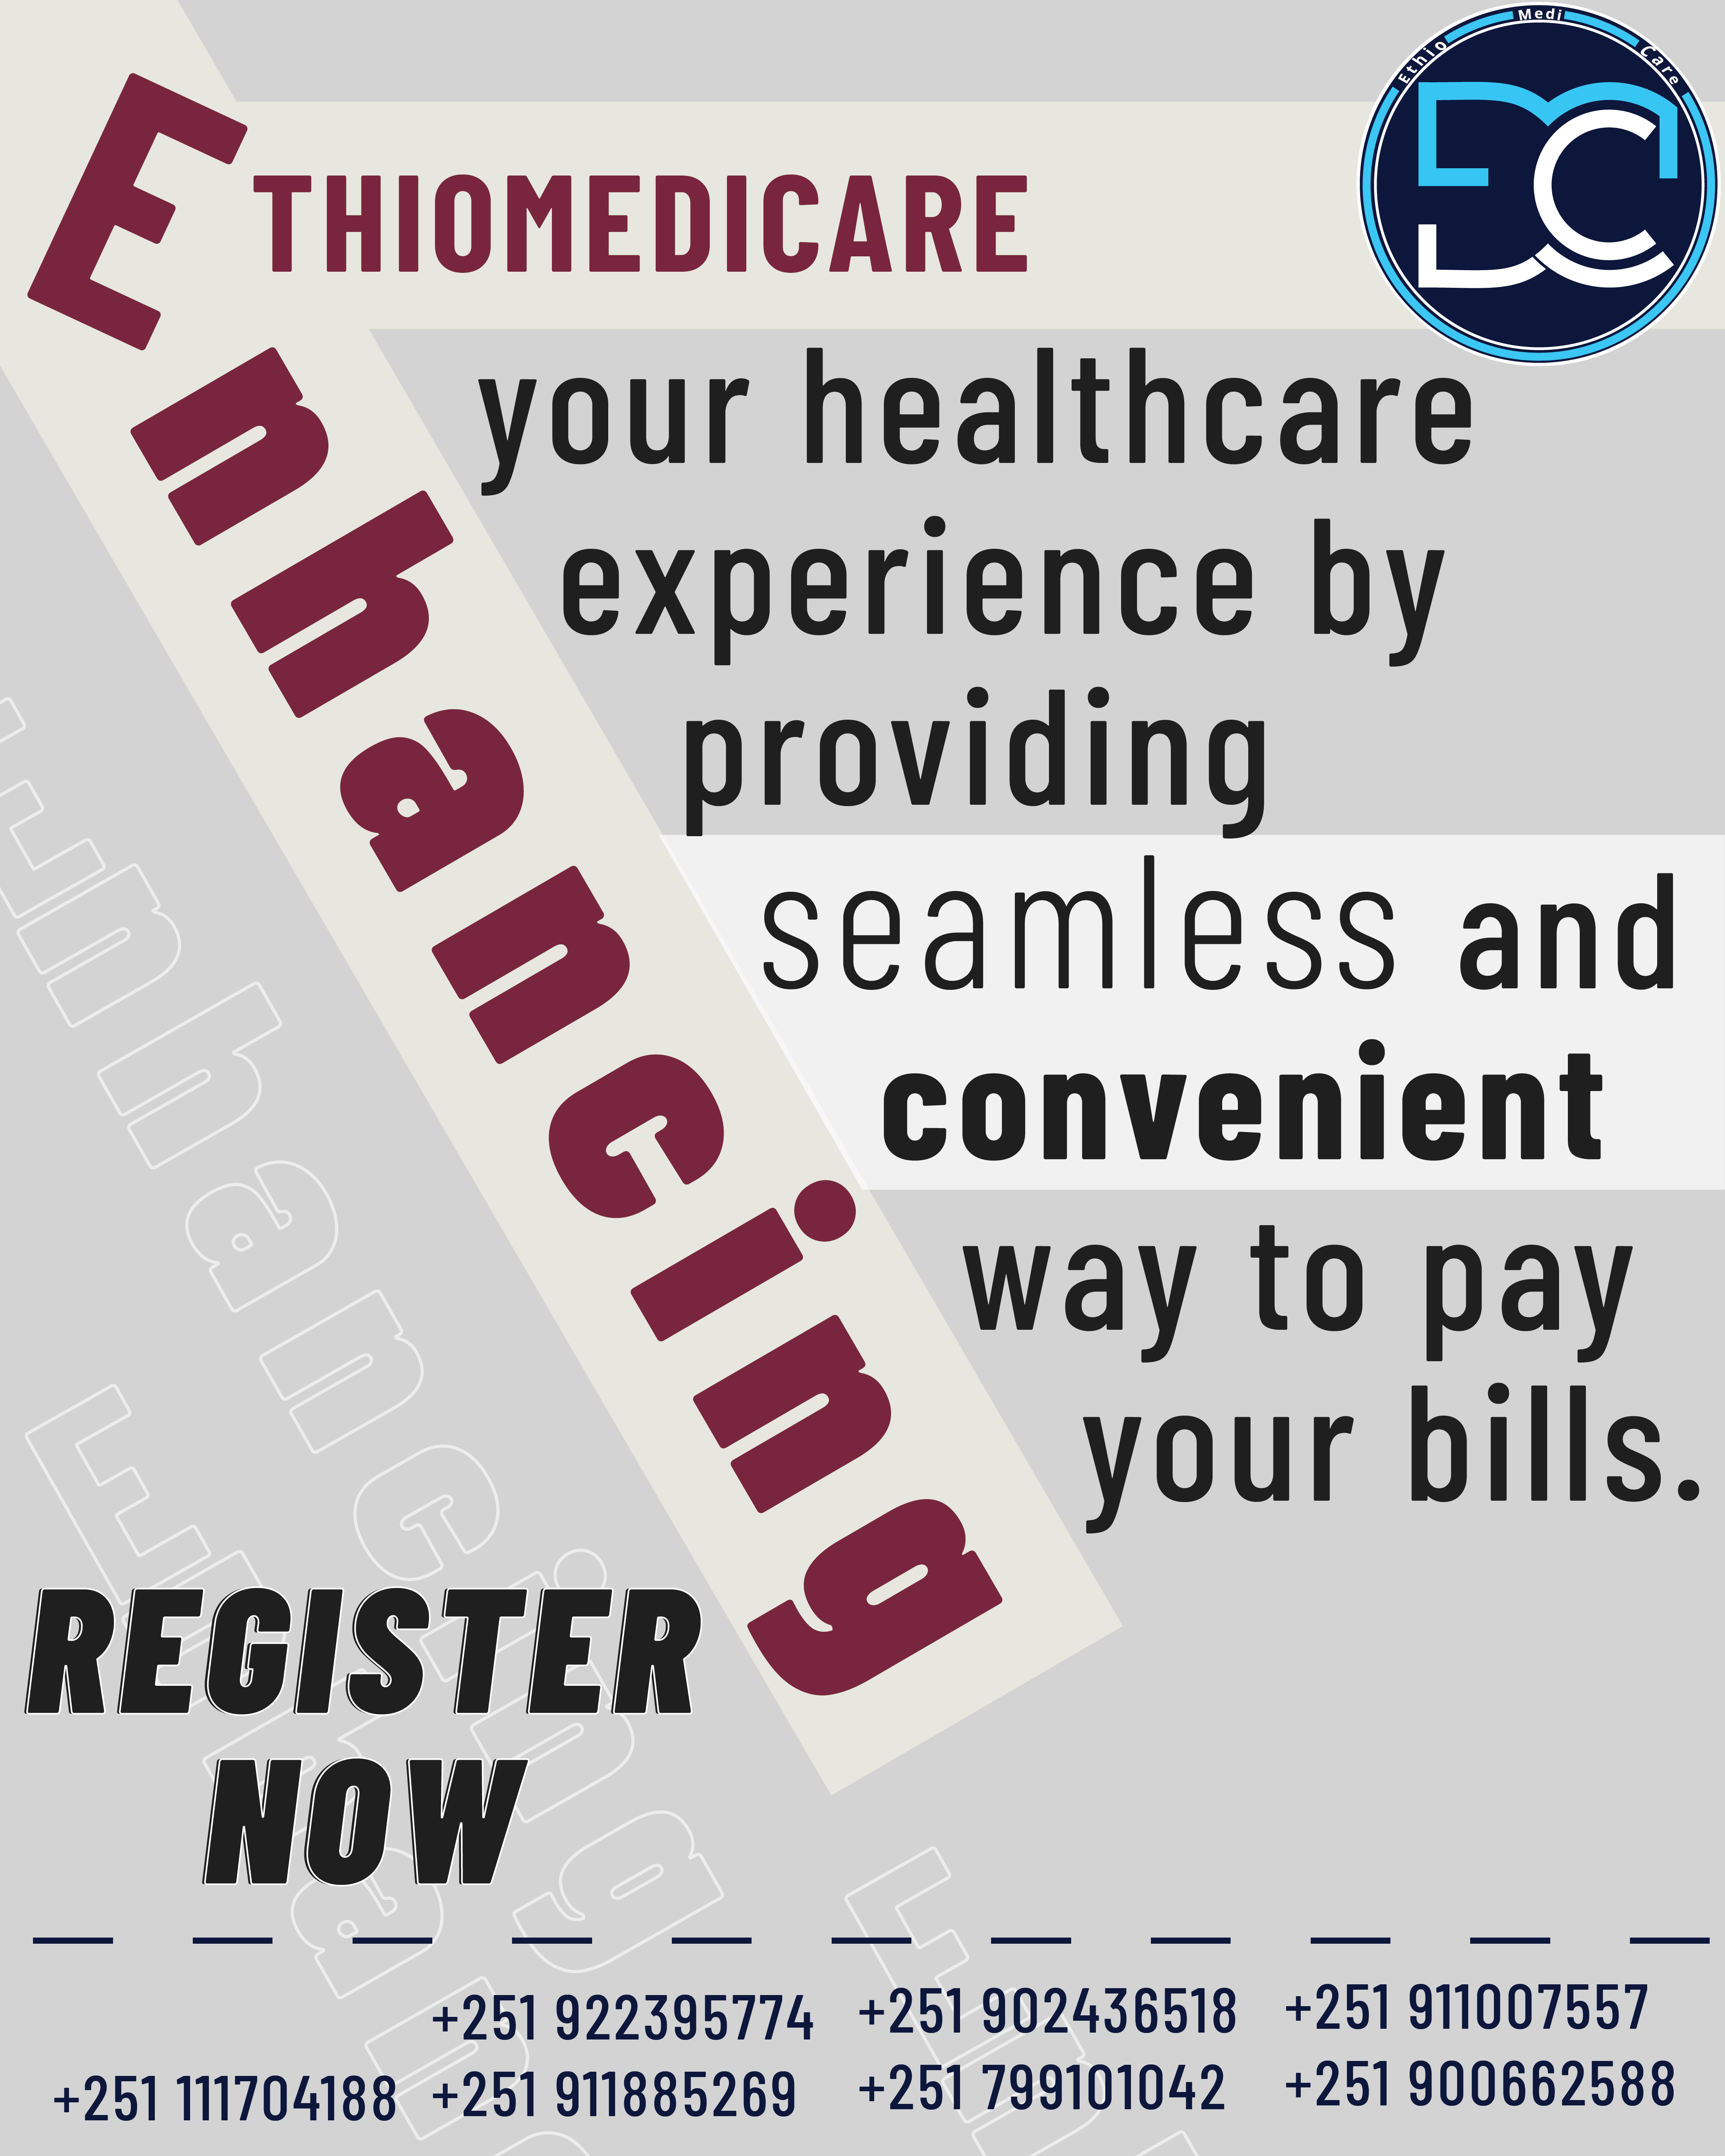 Ethio Medi Care
ETHIOMEDICARE
Enhancing
your healthcare
experience by
providing
seamless and
convenient
way to pay
your bills.
Enhancing
REGISTER
NOW
+251 922395774 +251 902436518 +251 911007557
+251 111704188 +251 911885269 +251 799101042 +251 900662588